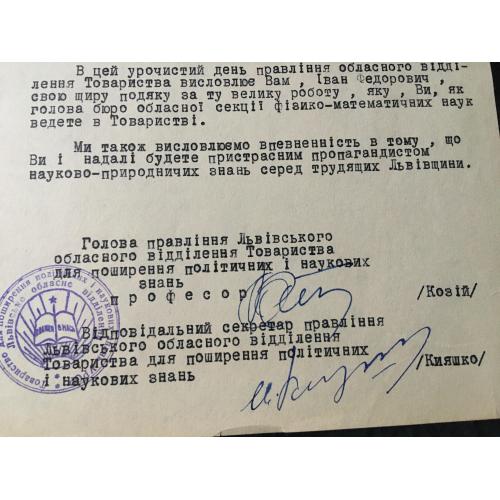 В цей урочистий день правління обласного відді-
лення Товариства висловлює Вам , Іван Федорович ,
свою щиру подяку за ту велику роботу , яку , Ви, як
голова бюро обласної секції фізико-математичних наук
ведете в Товаристві.
Ми також висловлюємо впевненність в тому , що
Ви і надалі будете пристрасним пропагандистом
науково-природничих знань серед трудящих Львівщини.
Голова правління Львівського
обласного відділення Товариства
для поширення політичних і наукових
знань
професор /Козій/
Відповідальний секретар правління
Львівського обласного відділення
Товариства для поширення політичних /Кияшко/
і наукових знань